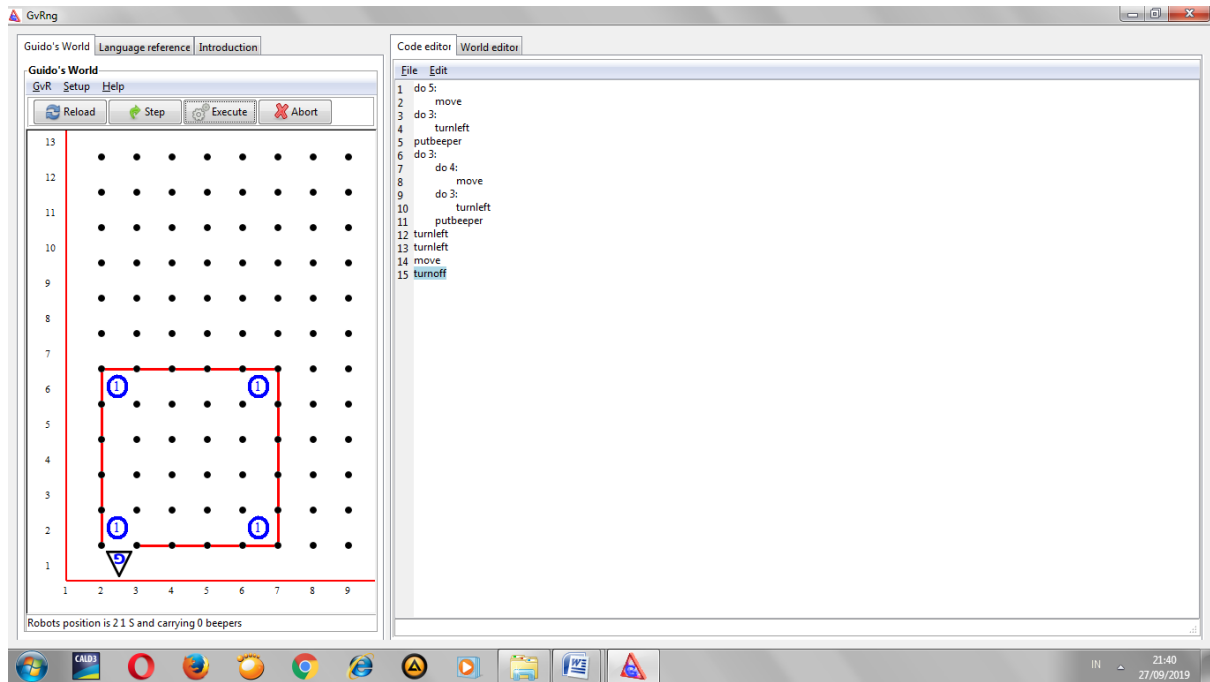 GvRng
Guido's World Language reference Introduction
Guido's World
GvR Setup Help
Reload Step Execute Abort
13
12
11
10
9
8
7
6
5
4
3
2
1
1 1
1 1
G
1 2 3 4 5 6 7 8 9
Robots position is 2 1 S and carrying 0 beepers
Code editor World editor
File Edit
1 do 5:
2 move
3 do 3:
4 turnleft
5 putbeeper
6 do 3:
7 do 4:
8 move
9 do 3:
10 turnleft
11 putbeeper
12 turnleft
13 turnleft
14 move
15 turnoff
CALD3
W
IN
21:40
27/09/2019